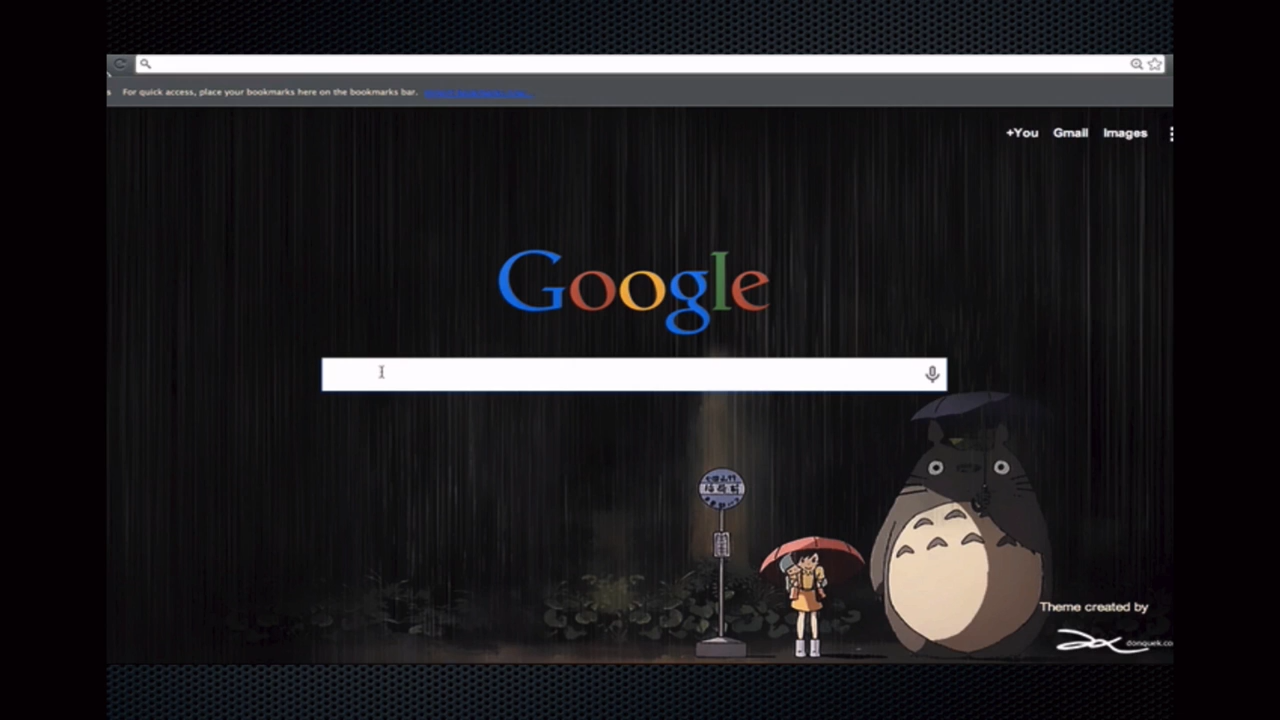 For quick access, place your bookmarks here on the bookmarks bar.
+You Gmail Images
Google
Theme created by